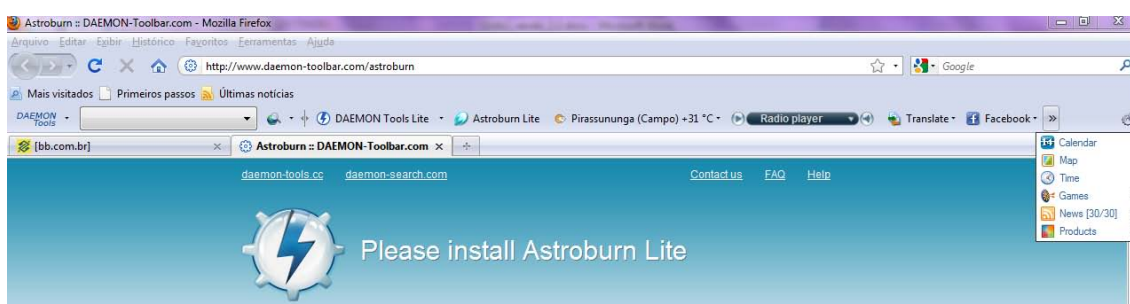 Astroburn :: DAEMON-Toolbar.com - Mozilla Firefox
Arquivo Editar Exibir Histórico Favoritos Ferramentas Ajuda
http://www.daemon-toolbar.com/astroburn Google
Mais visitados Primeiros passos Últimas notícias
DAEMON Tools DAEMON Tools Lite Astroburn Lite Pirassununga (Campo) +31 °C Radio player Translate Facebook »
[bb.com.br] Astroburn :: DAEMON-Toolbar.com
Calendar
Map
Time
Games
News [30/30]
Products
daemon-tools.cc daemon-search.com Contact us FAQ Help
Please install Astroburn Lite